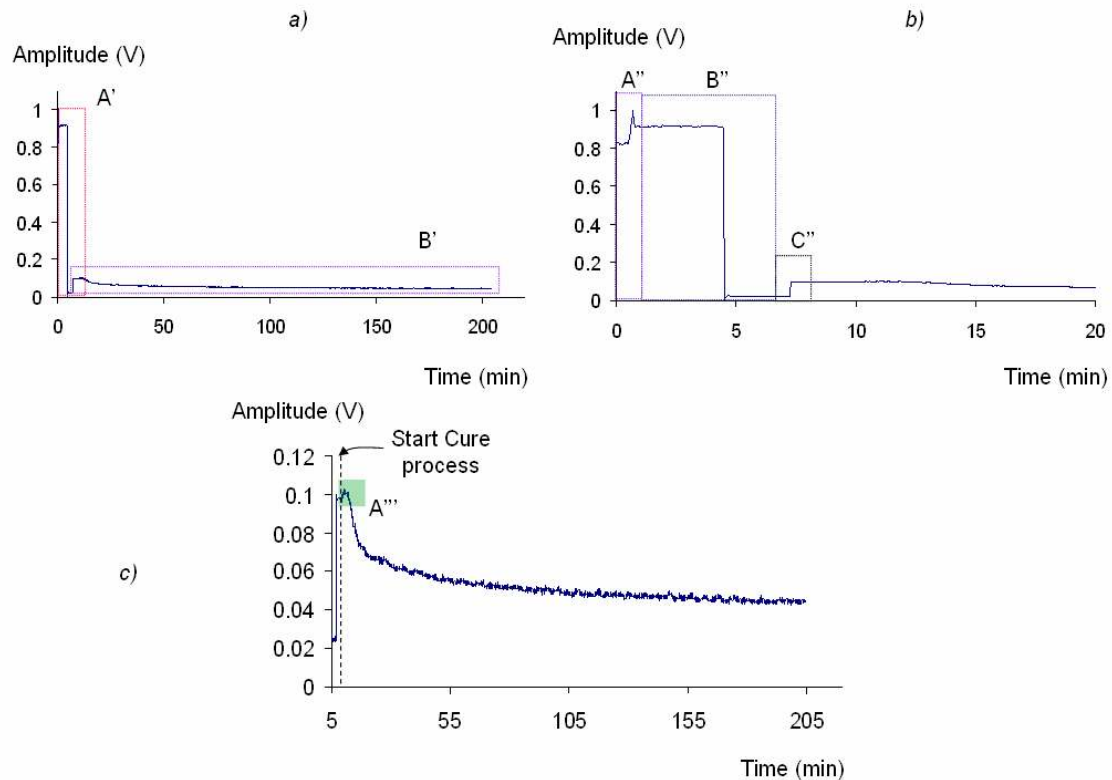 a)
Amplitude (V)
A'
1
0.8
0.6
0.4
B'
0.2
0
0 50 100 150 200
Time (min)
b)
Amplitude (V)
A'' B''
1
0.8
0.6
0.4
C''
0.2
0
0 5 10 15 20
Time (min)
c)
Amplitude (V)
Start Cure
process
0.12
0.1
A'''
0.08
0.06
0.04
0.02
0
5 55 105 155 205
Time (min)